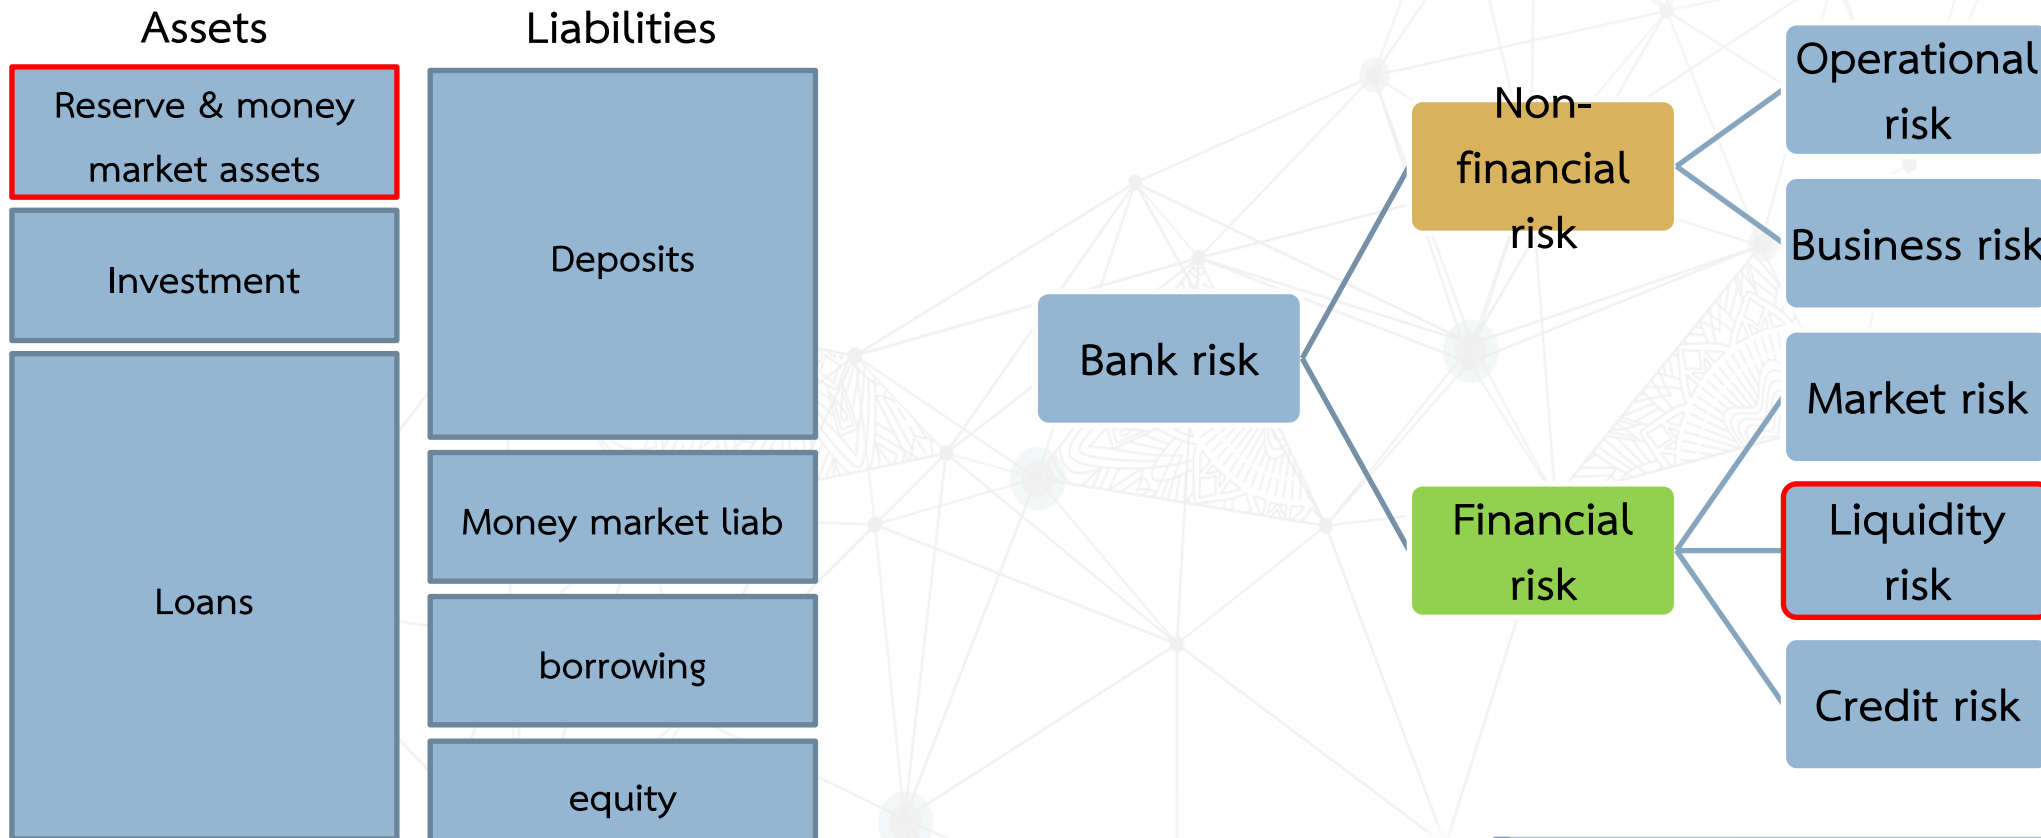 Assets
Reserve & money
market assets
Investment
Loans
Liabilities
Deposits
Money market liab
borrowing
equity
Bank risk
Non-
financial
risk
Financial
risk
Operational
risk
Business risk
Market risk
Liquidity
risk
Credit risk